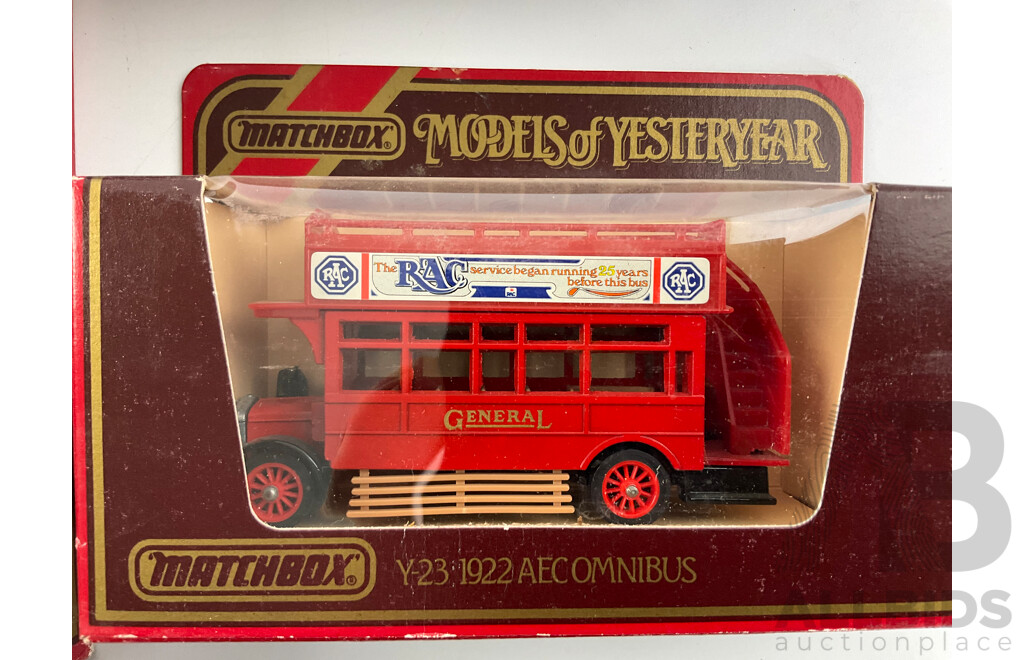 MATCHBOX®
MODELS of YESTERYEAR
RAC
The RAC service began running 25 years
before this bus
RAC
GENERAL
MATCHBOX®
Y-23 1922 AEC OMNIBUS
ALLBIDS
auctionplace